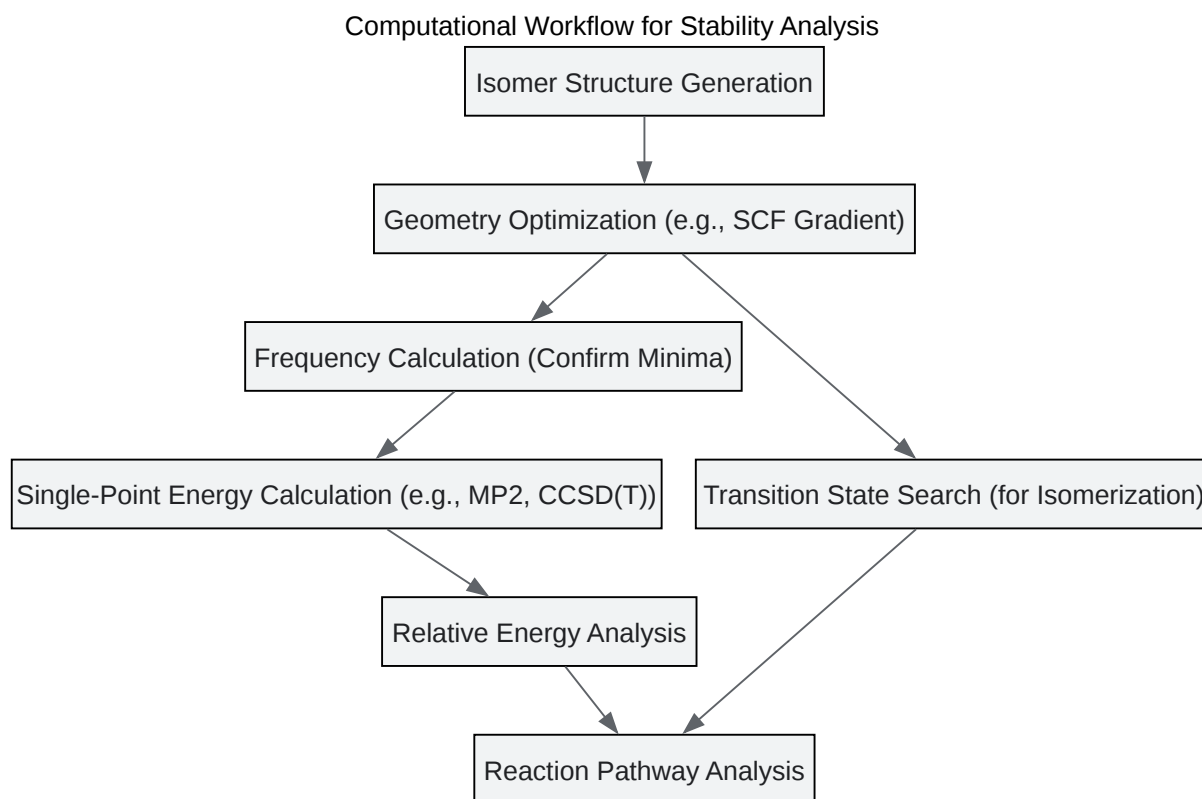 Computational Workflow for Stability Analysis
Isomer Structure Generation
Geometry Optimization (e.g., SCF Gradient)
Frequency Calculation (Confirm Minima)
Single-Point Energy Calculation (e.g., MP2, CCSD(T))
Transition State Search (for Isomerization)
Relative Energy Analysis
Reaction Pathway Analysis